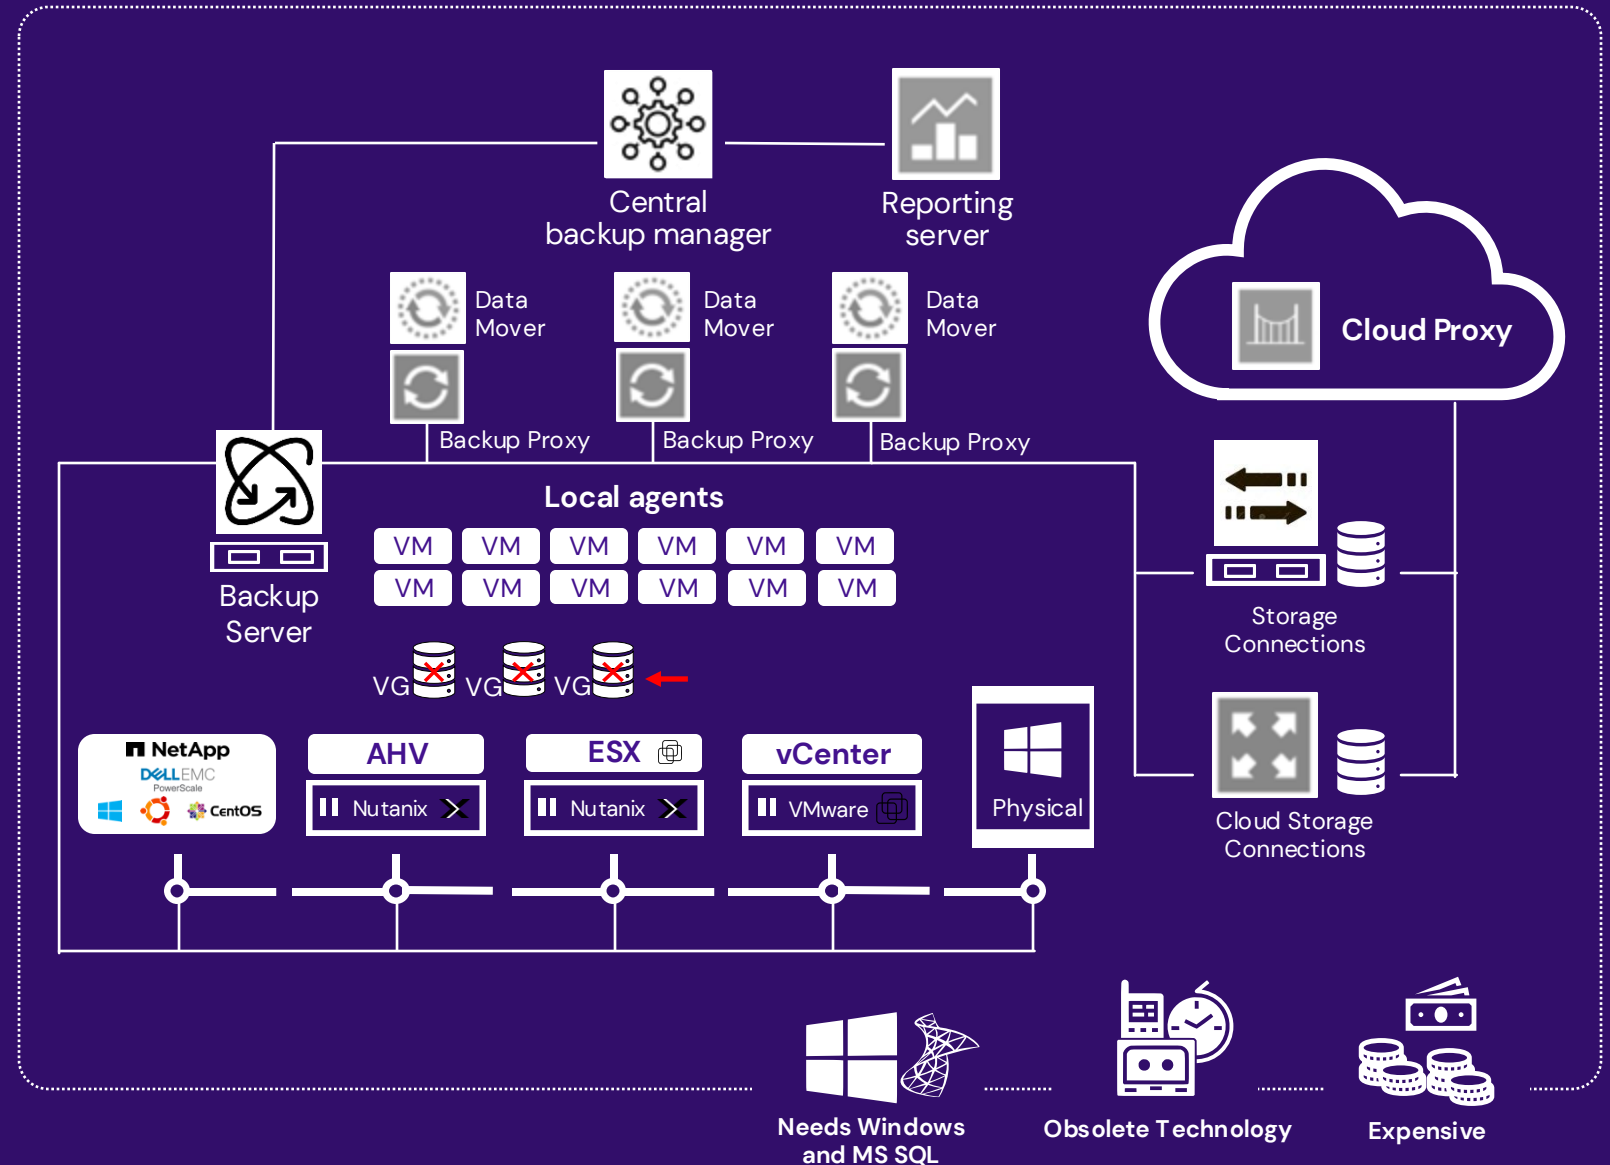 Central
backup manager
Reporting
server
Data
Mover
Data
Mover
Data
Mover
Cloud Proxy
Backup Proxy
Backup Proxy
Backup Proxy
Local agents
VM VM VM VM VM VM
VM VM VM VM VM VM
Backup
Server
VG VG VG
Storage
Connections
NetApp
DELLEMC
PowerScale
CentOS
AHV
Nutanix
ESX
Nutanix
vCenter
VMware
Physical
Cloud Storage
Connections
Needs Windows
and MS SQL
Obsolete Technology
Expensive